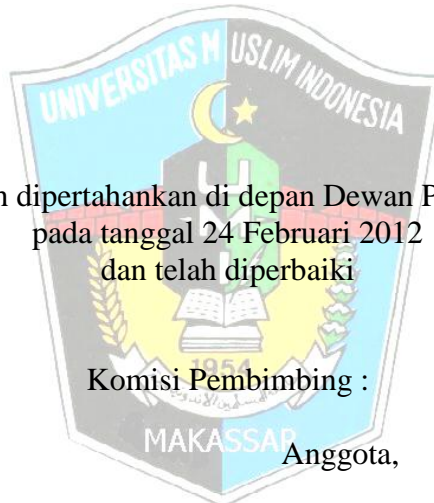 UNIVERSITAS MUSLIM INDONESIA
UMI
n dipertahankan di depan Dewan P
pada tanggal 24 Februari 2012
dan telah diperbaiki
1954
Komisi Pembimbing :
MAKASSAR
Anggota,